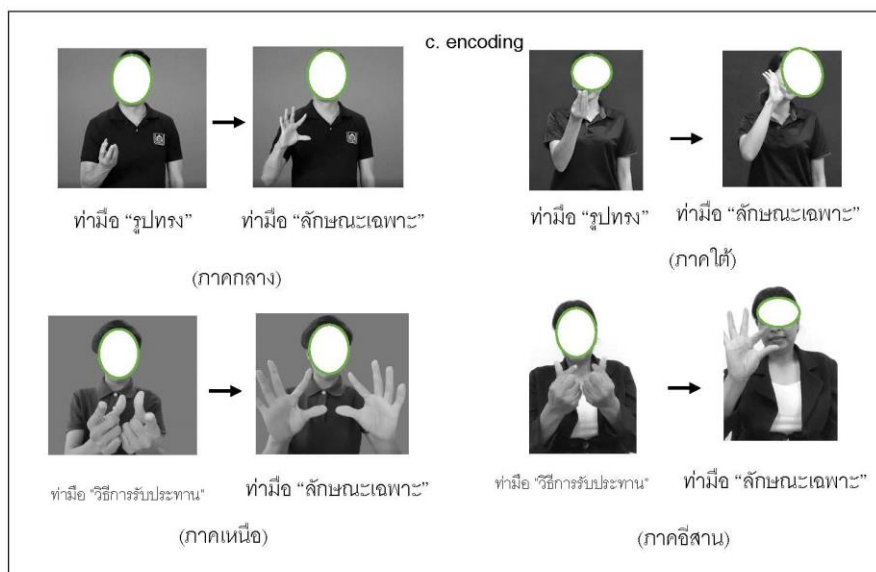 c. encoding
ท่ามือ “รูปทรง” ท่ามือ “ลักษณะเฉพาะ”
(ภาคกลาง)
ท่ามือ “รูปทรง” ท่ามือ “ลักษณะเฉพาะ”
(ภาคใต้)
ท่ามือ "วิธีการรับประทาน" ท่ามือ “ลักษณะเฉพาะ”
(ภาคเหนือ)
ท่ามือ "วิธีการรับประทาน" ท่ามือ “ลักษณะเฉพาะ”
(ภาคอีสาน)